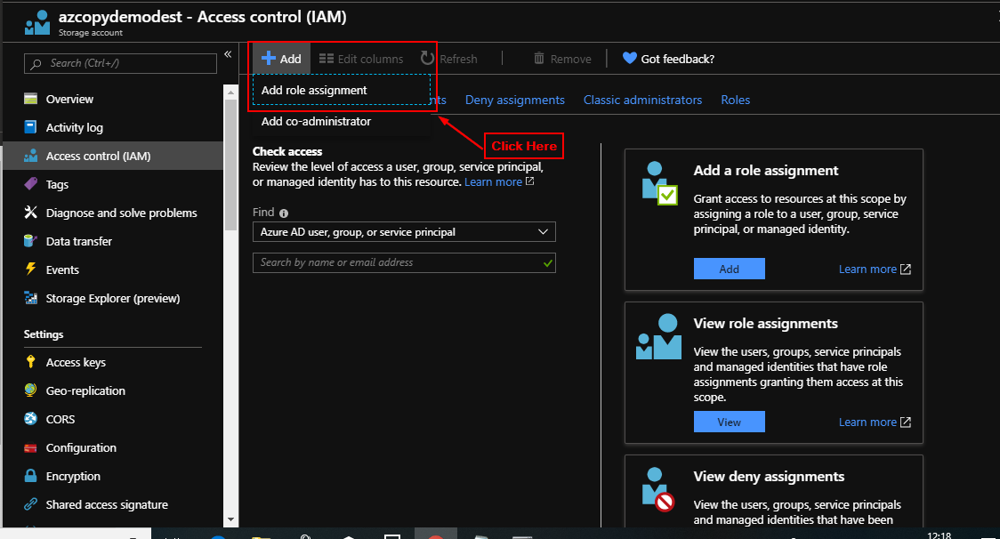 azcopydemodest - Access control (IAM)
Storage account
Search (Ctrl+/)
«
Overview
Activity log
Access control (IAM)
Tags
Diagnose and solve problems
Data transfer
Events
Storage Explorer (preview)
Settings
Access keys
Geo-replication
CORS
Configuration
Encryption
Shared access signature
Add
Edit columns
Refresh
Remove
Got feedback?
Add role assignment
Add co-administrator
Deny assignments
Classic administrators
Roles
Click Here
Check access
Review the level of access a user, group, service principal,
or managed identity has to this resource. Learn more
Find
Azure AD user, group, or service principal
Search by name or email address
Add a role assignment
Grant access to resources at this scope by
assigning a role to a user, group, service
principal, or managed identity.
Add
Learn more
View role assignments
View the users, groups, service principals
and managed identities that have role
assignments granting them access at this
scope.
View
Learn more
View deny assignments
View the users, groups, service principals
and managed identities that have been
12:18